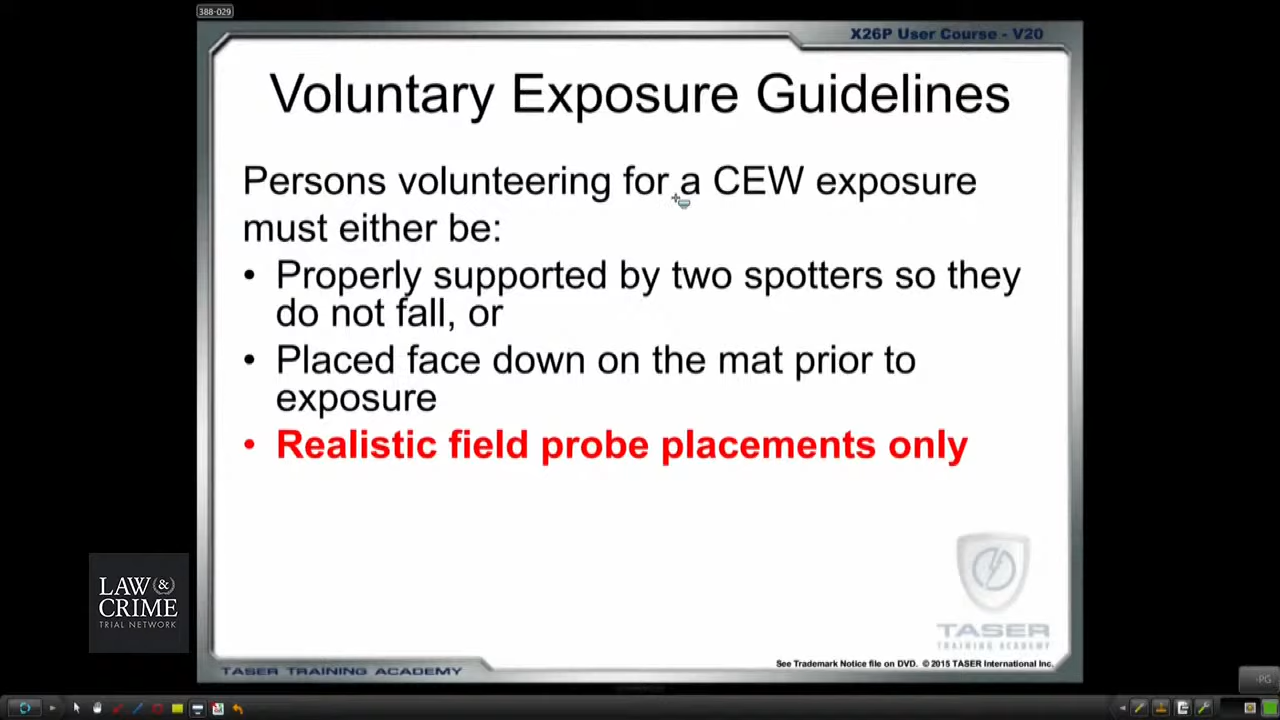 388-029
X26P User Course - V20
Voluntary Exposure Guidelines
Persons volunteering for a CEW exposure
must either be:
• Properly supported by two spotters so they
do not fall, or
• Placed face down on the mat prior to
exposure
• Realistic field probe placements only
LAW &
CRIME
TRIAL NETWORK
TASER
TRAINING ACADEMY
See Trademark Notice file on DVD. © 2015 TASER International Inc.
TASER TRAINING ACADEMY
-PG